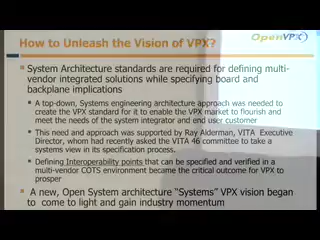 OpenVPX
How to Unleash the Vision of VPX?
System Architecture standards are required for defining multi-
vendor integrated solutions while specifying board and
backplane implications
A top-down, Systems engineering architecture approach was needed to
create the VPX standard for it to enable the VPX market to flourish and
meet the needs of the system integrator and end user customer
This need and approach was supported by Ray Alderman, VITA Executive
Director, whom had recently asked the VITA 46 committee to take a
systems view in its specification process.
Defining Interoperability points that can be specified and verified in a
multi-vendor COTS environment became the critical outcome for VPX to
prosper
A new, Open System architecture "Systems" VPX vision began
to come to light and gain industry momentum